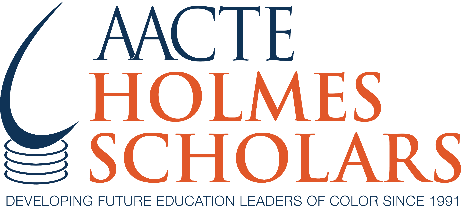 AACTE
HOLMES
SCHOLARS
DEVELOPING FUTURE EDUCATION LEADERS OF COLOR SINCE 1991